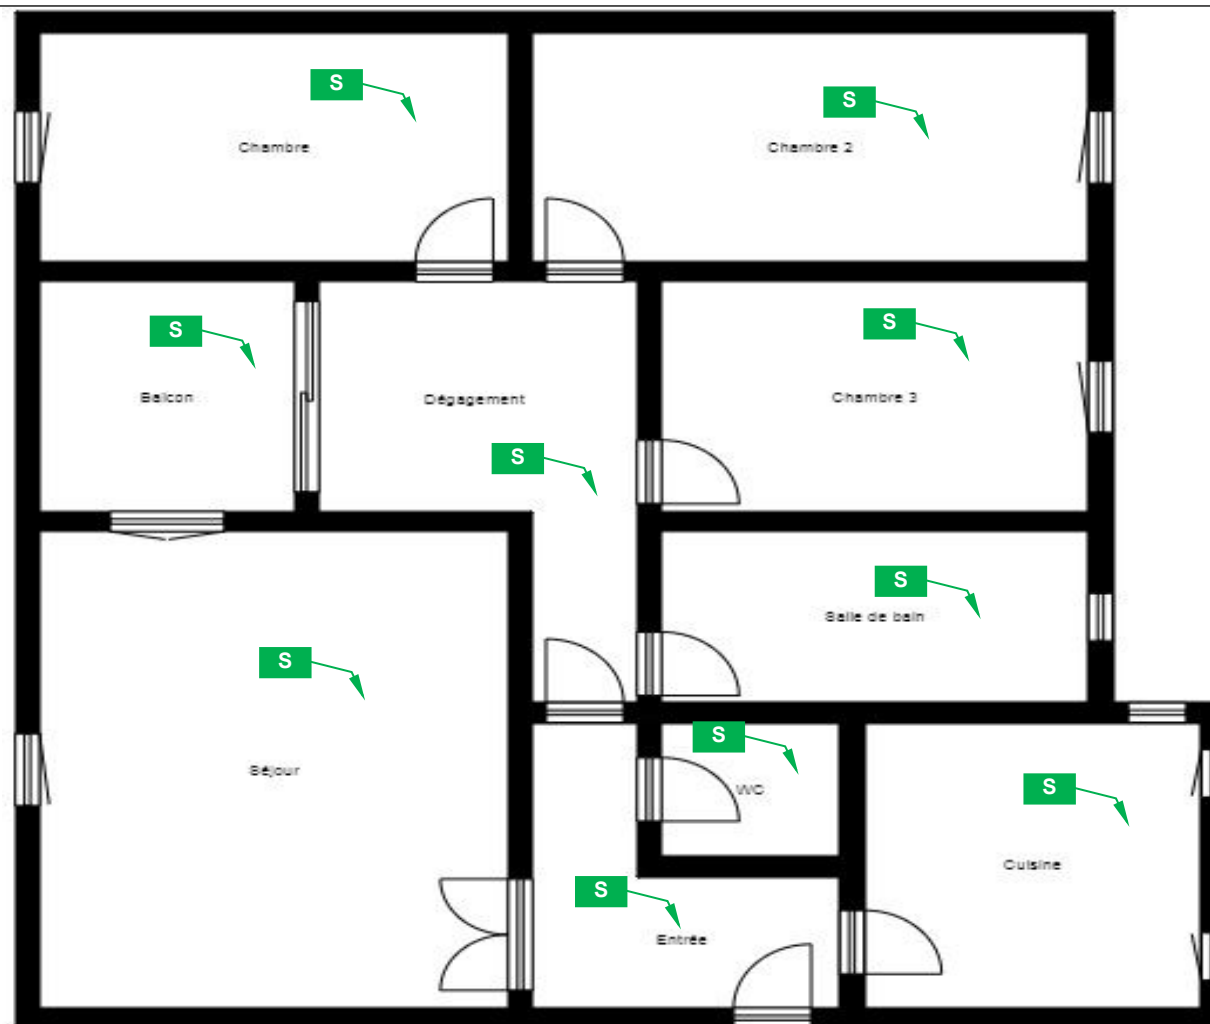 S
S
Chambre
Chambre 2
S
S
Balcon
Dégagement
Chambre 3
S
S
Salle de bain
S
Séjour
S
WC
S
Cuisine
S
Entrée